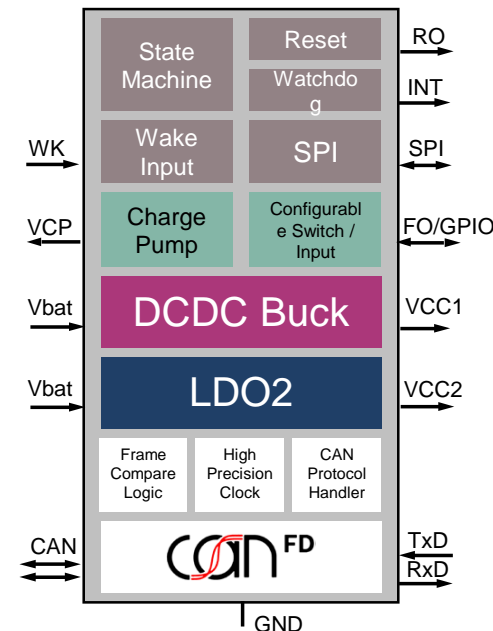 State
Machine
Reset
RO
Watchdo
g
INT
WK
Wake
Input
SPI
SPI
VCP
Charge
Pump
Configurabl
e Switch /
Input
FO/GPIO
Vbat
DCDC Buck
VCC1
Vbat
LDO2
VCC2
Frame
Compare
Logic
High
Precision
Clock
CAN
Protocol
Handler
CAN
CAN FD
TxD
RxD
GND